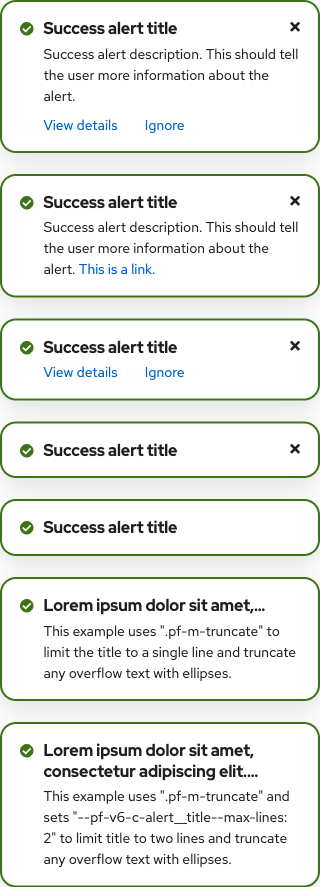 Success alert title
Success alert description. This should tell
the user more information about the
alert.
View details Ignore
Success alert title
Success alert description. This should tell
the user more information about the
alert. This is a link.
Success alert title
View details Ignore
Success alert title
Success alert title
Lorem ipsum dolor sit amet,...
This example uses ".pf-m-truncate" to
limit the title to a single line and truncate
any overflow text with ellipses.
Lorem ipsum dolor sit amet,
consectetur adipiscing elit....
This example uses ".pf-m-truncate" and
sets "--pf-v6-c-alert__title--max-lines:
2" to limit title to two lines and truncate
any overflow text with ellipses.